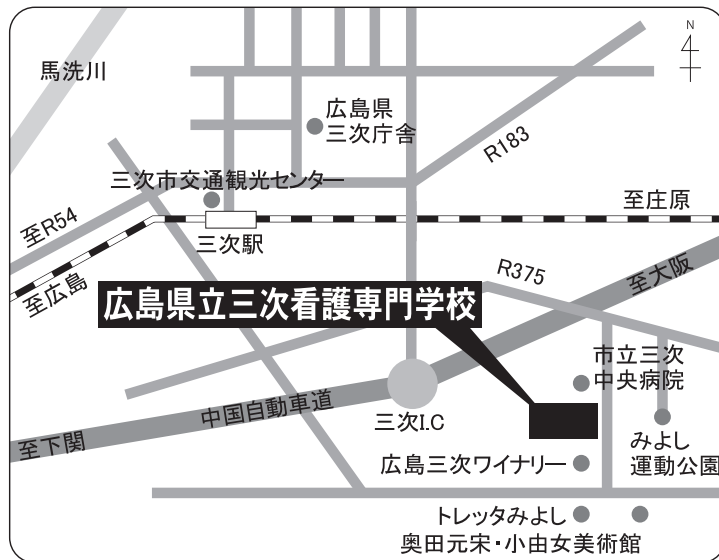 N
馬洗川
広島県
三次庁舎
R183
三次市交通観光センター
至R54
至庄原
三次駅
至広島
R375
至大阪
広島県立三次看護専門学校
市立三次
中央病院
中国自動車道
三次I.C
至下関
みよし
運動公園
広島三次ワイナリー
トレッタみよし
奥田元宋・小由女美術館